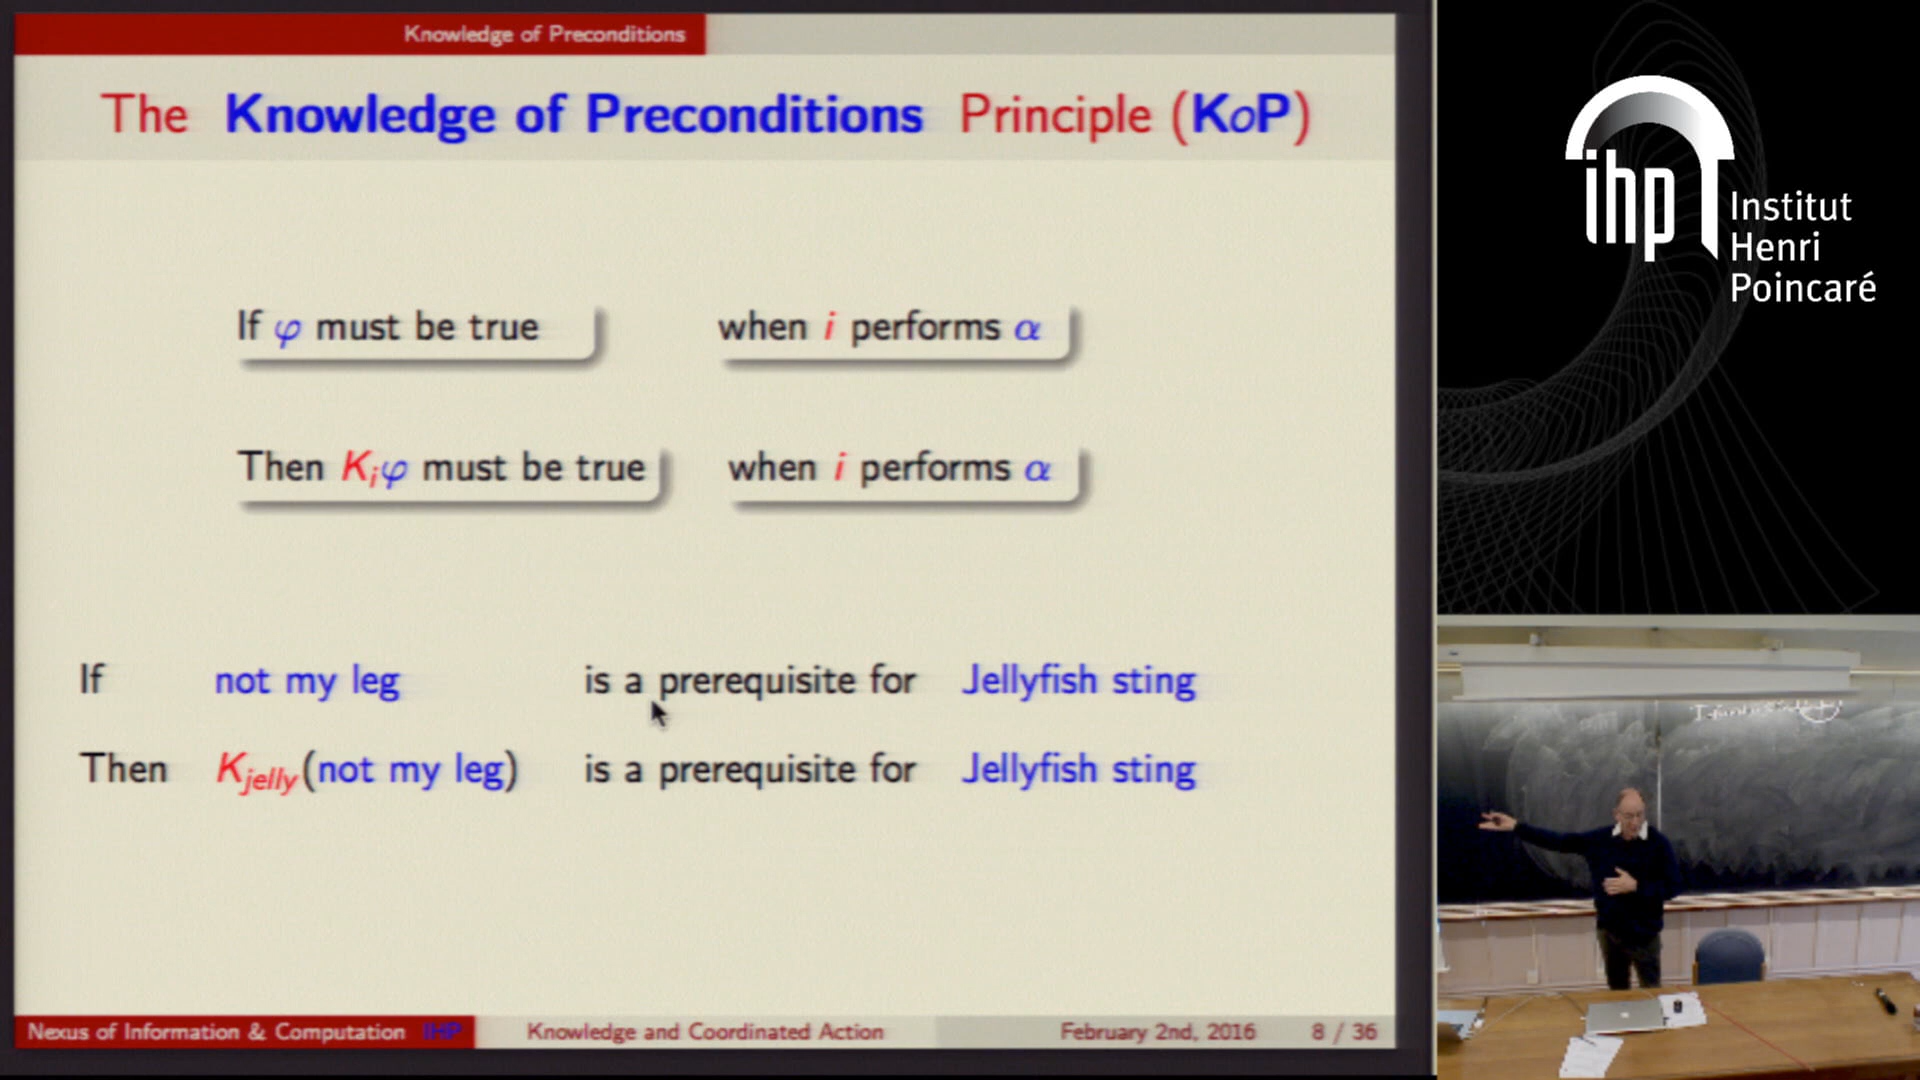 Knowledge of Preconditions
The Knowledge of Preconditions Principle (KoP)
If φ must be true when i performs α
Then Kᵢφ must be true when i performs α
If not my leg is a prerequisite for Jellyfish sting
Then K_jelly(not my leg) is a prerequisite for Jellyfish sting
Nexus of Information & Computation IHP Knowledge and Coordinated Action February 2nd, 2016 8 / 36
ihp
Institut
Henri
Poincaré